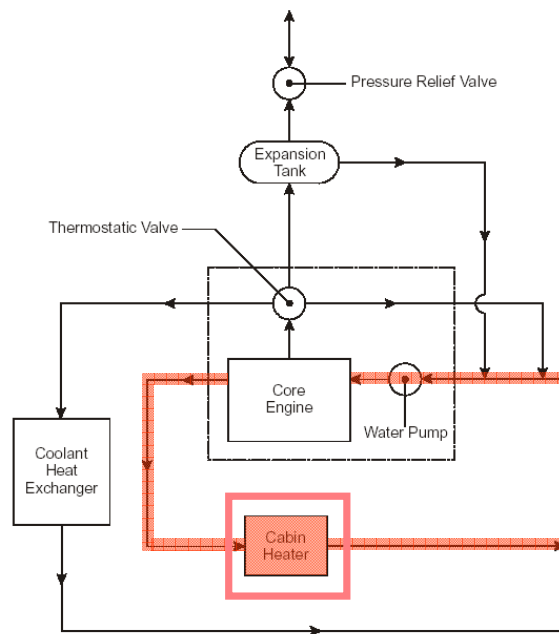 Pressure Relief Valve
Expansion
Tank
Thermostatic Valve
Core
Engine
Water Pump
Coolant
Heat
Exchanger
Cabin
Heater